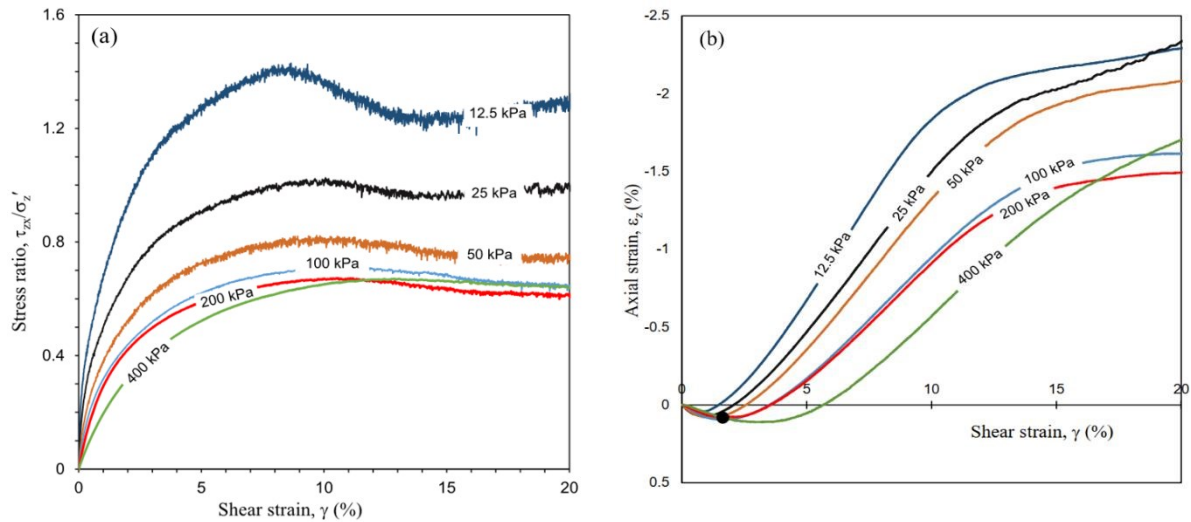 (a)
Stress ratio, τzx/σz′
1.6
1.2
0.8
0.4
0
12.5 kPa
25 kPa
50 kPa
100 kPa
200 kPa
400 kPa
0
5
10
15
20
Shear strain, γ (%)
(b)
Axial strain, εz(%)
-2.5
-2
-1.5
-1
-0.5
0
0.5
12.5 kPa
25 kPa
50 kPa
100 kPa
200 kPa
400 kPa
0
5
10
15
20
Shear strain, γ (%)